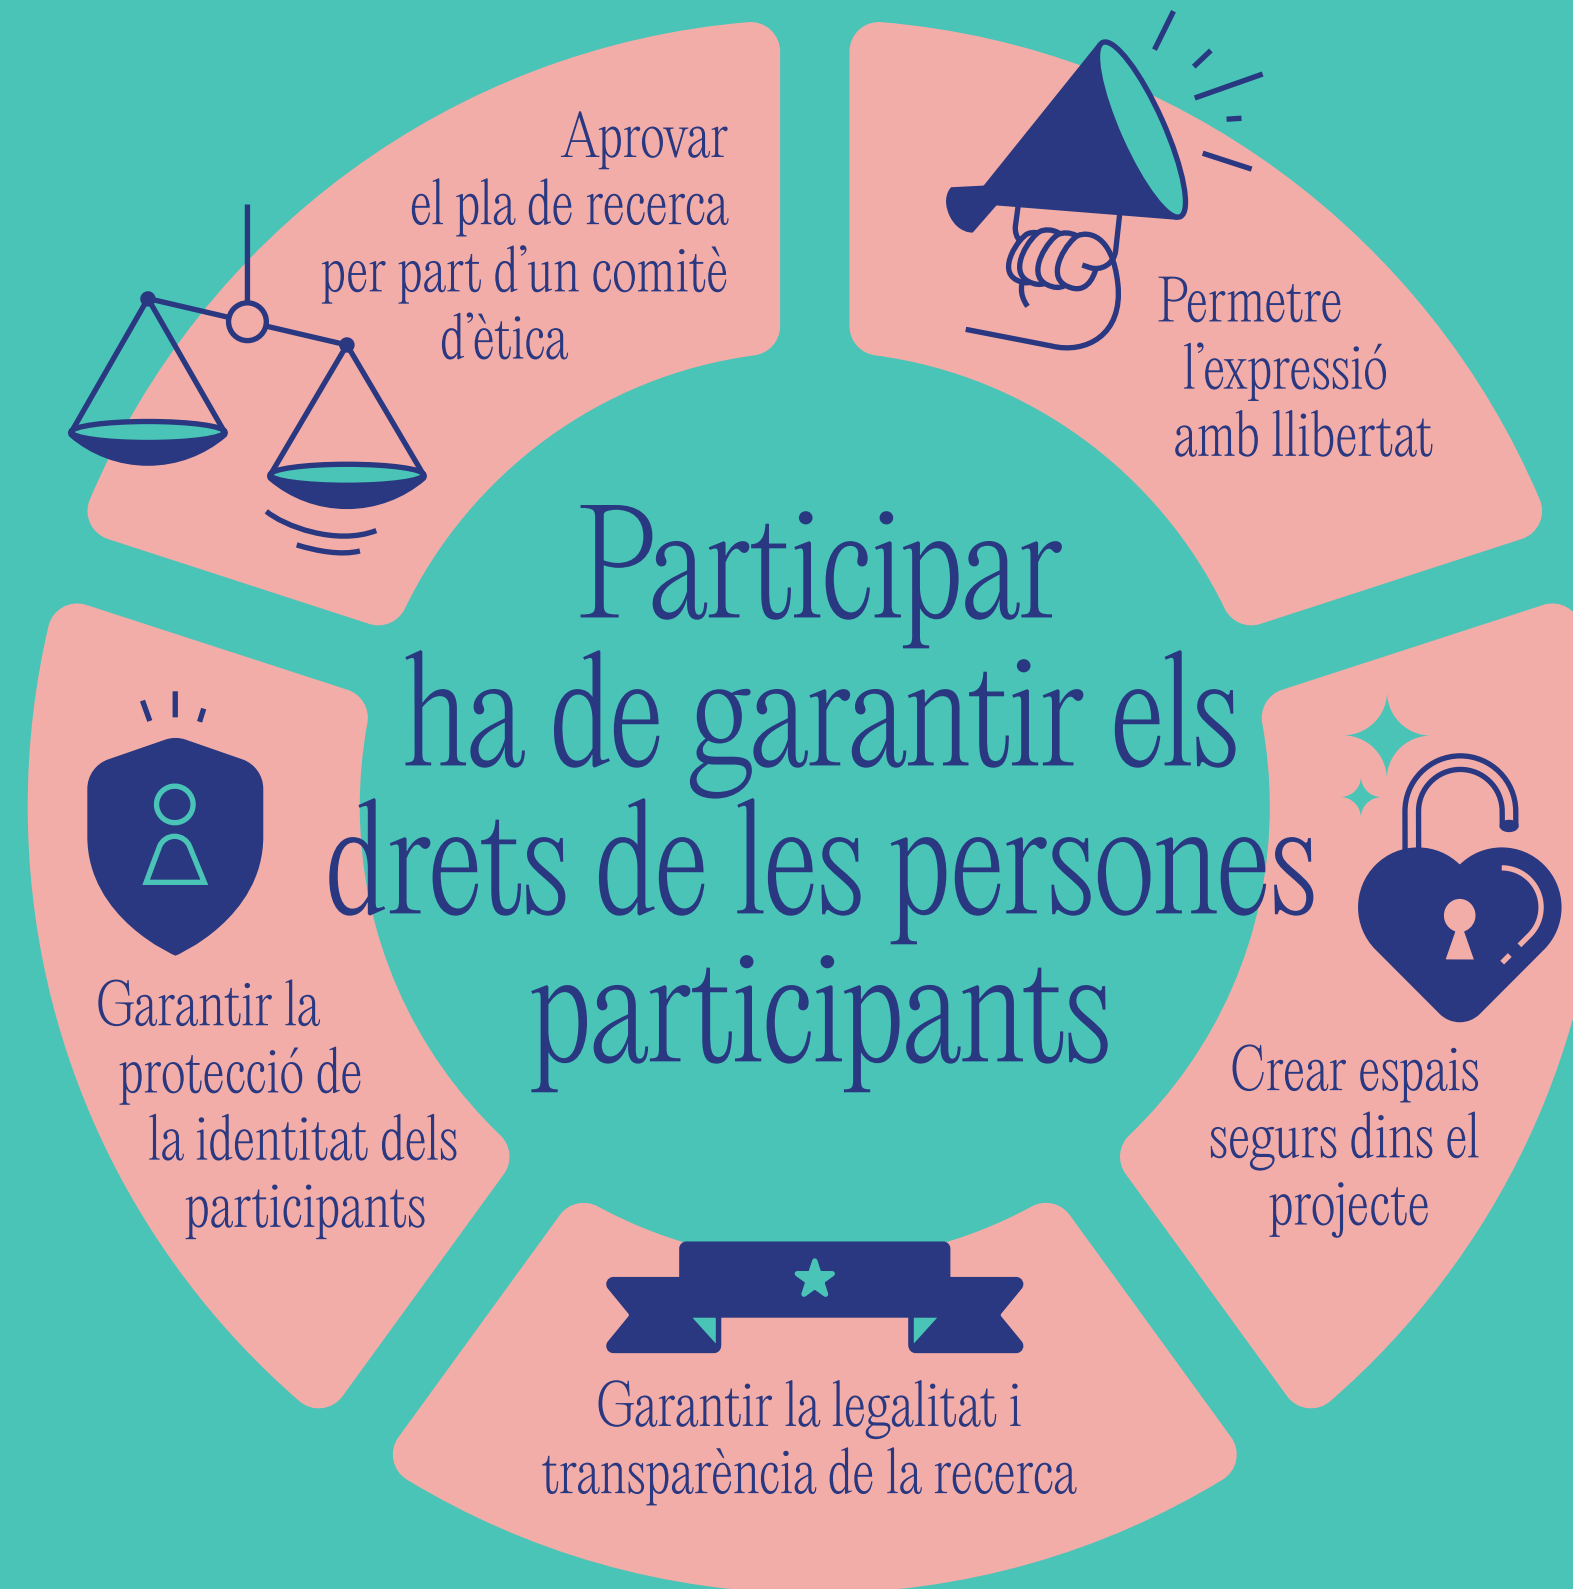 Aprovar
el pla de recerca
per part d’un comitè
d’ètica
Permetre
l’expressió
amb llibertat
Participar
ha de garantir els
drets de les persones
participants
Garantir la
protecció de
la identitat dels
participants
Crear espais
segurs dins el
projecte
Garantir la legalitat i
transparència de la recerca